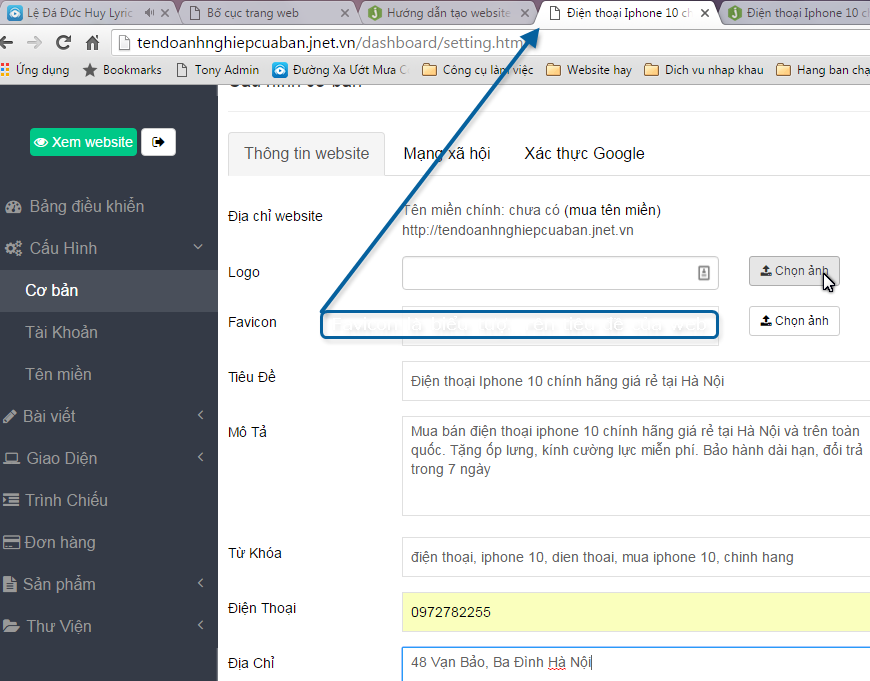 Lệ Đá Đức Huy Lyric
Bố cục trang web
Hướng dẫn tạo website
Điện thoại Iphone 10 ch
Điện thoại Iphone 10 c
tendoanhnghiepcuaban.jnet.vn/dashboard/setting.htm
Ứng dụng
Bookmarks
Tony Admin
Đường Xa Ướt Mưa
Công cụ làm việc
Website hay
Dich vu nhap khau
Hang ban cha
Xem website
Thông tin website
Mạng xã hội
Xác thực Google
Bảng điều khiển
Địa chỉ website
Tên miền chính: chưa có (mua tên miền)
http://tendoanhnghiepcuaban.jnet.vn
Cấu Hình
Logo
Chọn ảnh
Cơ bản
Favicon
Chọn ảnh
Tài Khoản
Tên miền
Tiêu Đề
Điện thoại Iphone 10 chính hãng giá rẻ tại Hà Nội
Bài viết
Mô Tả
Mua bán điện thoại iphone 10 chính hãng giá rẻ tại Hà Nội và trên toàn
quốc. Tặng ốp lưng, kính cường lực miễn phí. Bảo hành dài hạn, đổi trả
trong 7 ngày
Giao Diện
Trình Chiếu
Đơn hàng
Từ Khóa
điện thoại, iphone 10, dien thoai, mua iphone 10, chinh hang
Sản phẩm
Điện Thoại
0972782255
Thư Viện
Địa Chỉ
48 Vạn Bảo, Ba Đình Hà Nội